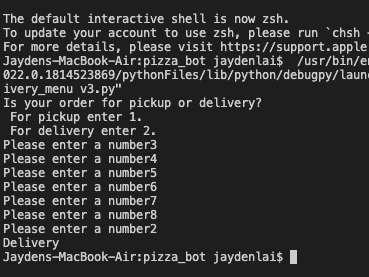 The default interactive shell is now zsh.
To update your account to use zsh, please run `chsh -
For more details, please visit https://support.apple
Jaydens-MacBook-Air:pizza_bot jaydenlai$ /usr/bin/en
022.0.1814523869/pythonFiles/lib/python/debugpy/laun
ivery_menu v3.py"
Is your order for pickup or delivery?
For pickup enter 1.
For delivery enter 2.
Please enter a number3
Please enter a number4
Please enter a number5
Please enter a number6
Please enter a number7
Please enter a number8
Please enter a number2
Delivery
Jaydens-MacBook-Air:pizza_bot jaydenlai$